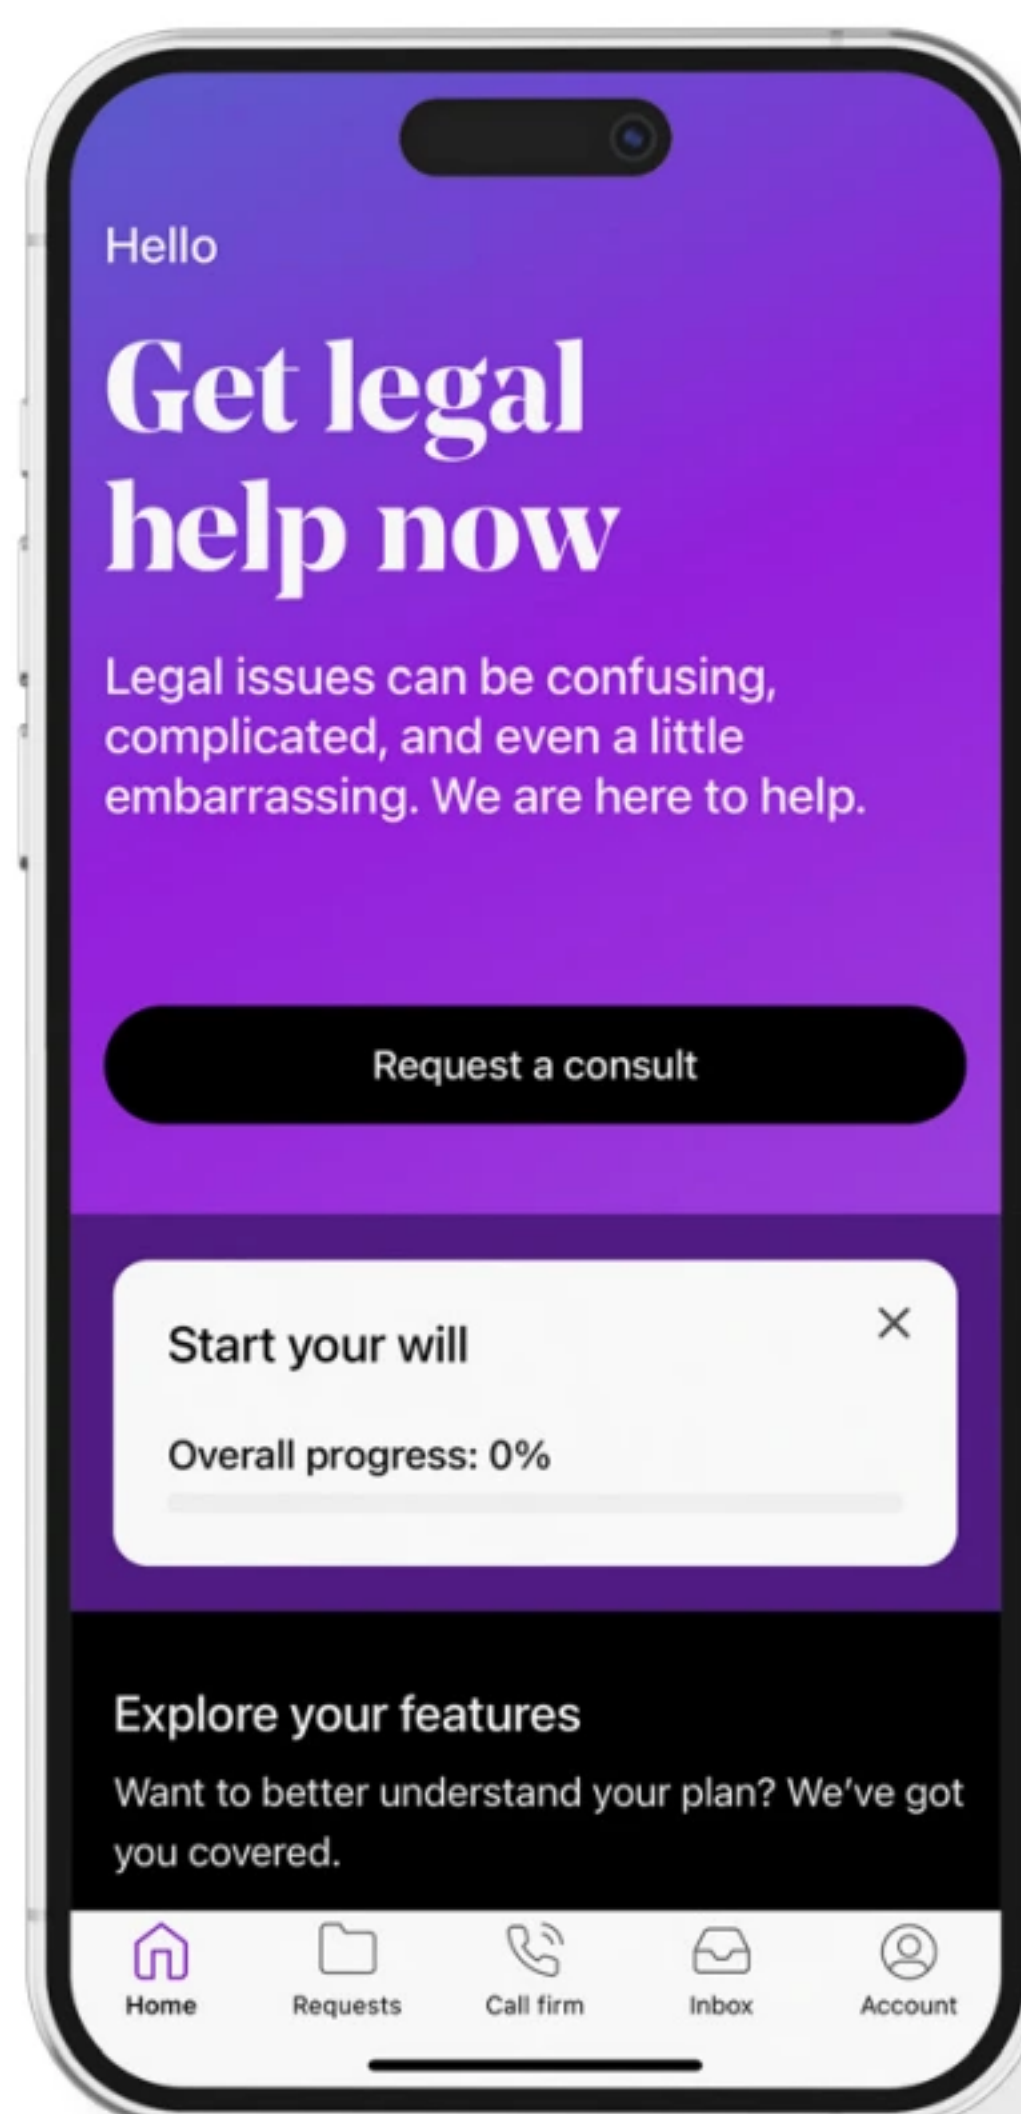 Hello
Get legal
help now
Legal issues can be confusing,
complicated, and even a little
embarrassing. We are here to help.
Request a consult
Start your will
Overall progress: 0%
Explore your features
Want to better understand your plan? We’ve got
you covered.
Home
Requests
Call firm
Inbox
Account